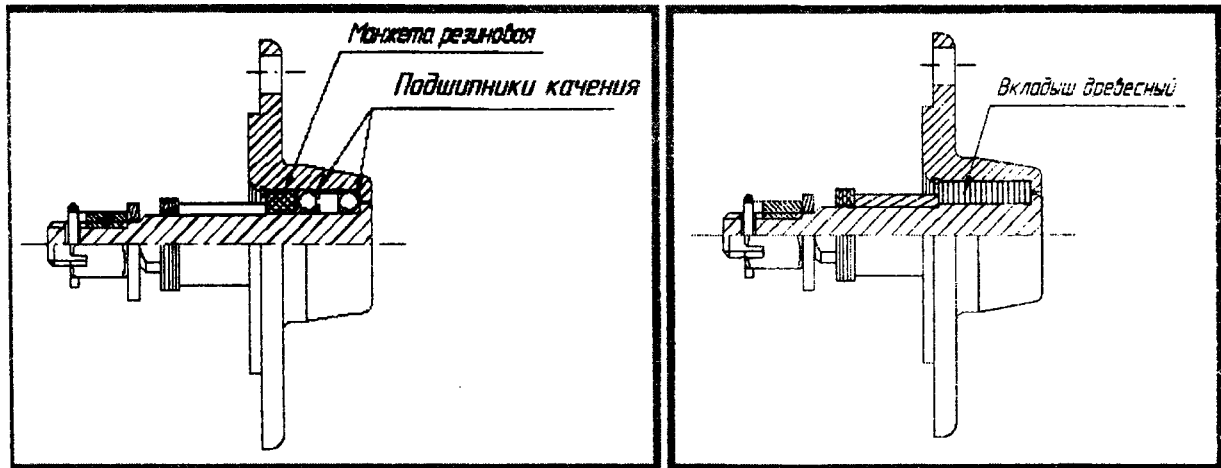 Манжета резиновая
Подшипники качения
Вкладыш древесный